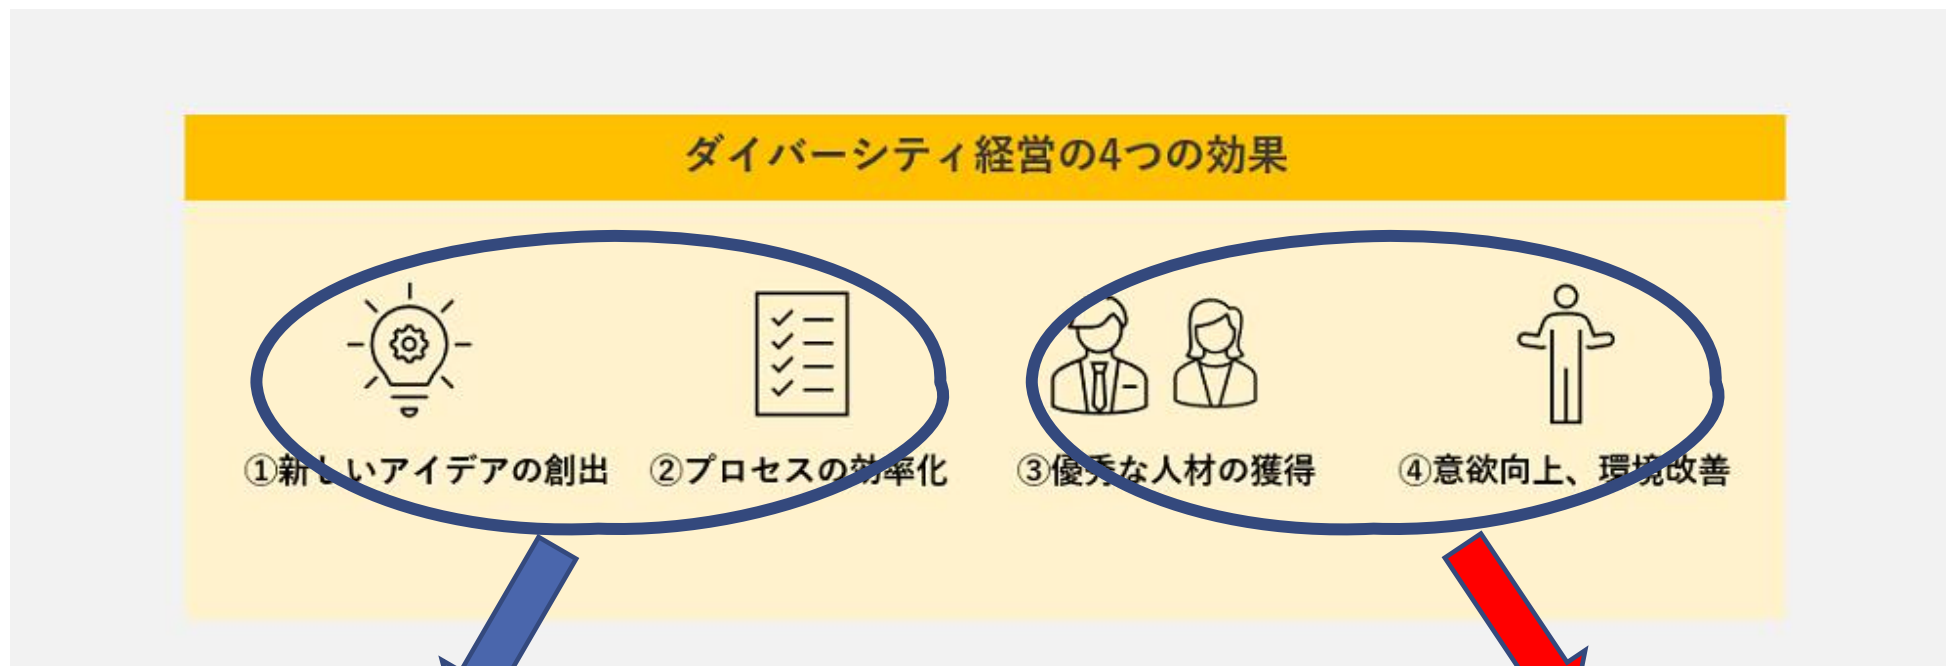 ダイバーシティ経営の4つの効果
①新しいアイデアの創出 ②プロセスの効率化 ③優秀な人材の獲得 ④意欲向上、環境改善